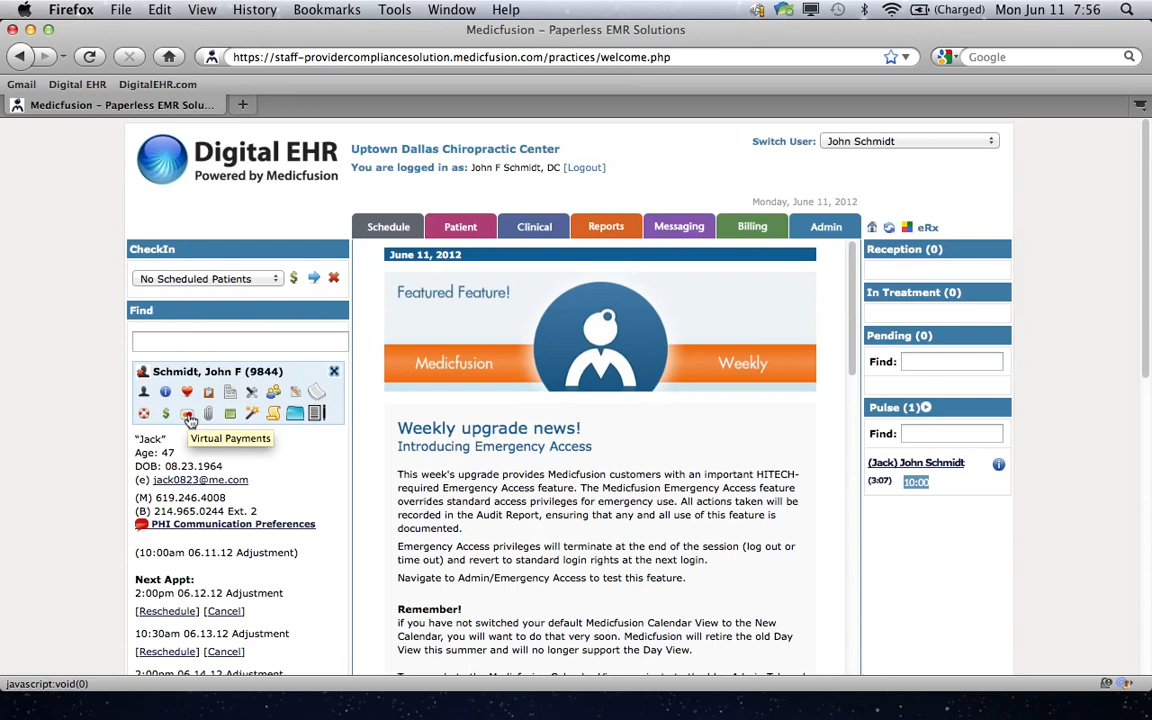 Firefox File Edit View History Bookmarks Tools Window Help (Charged) Mon Jun 11 7:56
Medicfusion – Paperless EMR Solutions
https://staff-providercompliancesolution.medicfusion.com/practices/welcome.php Google
Gmail Digital EHR DigitalEHR.com
Medicfusion – Paperless EMR Solu...
Digital EHR
Powered by Medicfusion
Uptown Dallas Chiropractic Center
You are logged in as: John F Schmidt, DC [Logout]
Switch User: John Schmidt
Monday, June 11, 2012
Schedule Patient Clinical Reports Messaging Billing Admin eRx
CheckIn
No Scheduled Patients $
Find
Schmidt, John F (9844)
$
Virtual Payments
“Jack”
Age: 47
DOB: 08.23.1964
(e) jack0823@me.com
(M) 619.246.4008
(B) 214.965.0244 Ext. 2
PHI Communication Preferences
(10:00am 06.11.12 Adjustment)
Next Appt:
2:00pm 06.12.12 Adjustment
[Reschedule] [Cancel]
10:30am 06.13.12 Adjustment
[Reschedule] [Cancel]
2:00pm 06.14.12 Adjustment
June 11, 2012
Featured Feature!
Medicfusion Weekly
Weekly upgrade news!
Introducing Emergency Access
This week's upgrade provides Medicfusion customers with an important HITECH-
required Emergency Access feature. The Medicfusion Emergency Access feature
overrides standard access privileges for emergency use. All actions taken will be
recorded in the Audit Report, ensuring that any and all use of this feature is
documented.
Emergency Access privileges will terminate at the end of the session (log out or
time out) and revert to standard login rights at the next login.
Navigate to Admin/Emergency Access to test this feature.
Remember!
if you have not switched your default Medicfusion Calendar View to the New
Calendar, you will want to do that very soon. Medicfusion will retire the old Day
View this summer and will no longer support the Day View.
Reception (0)
In Treatment (0)
Pending (0)
Find:
Pulse (1)
Find:
(Jack) John Schmidt
(3:07) 10:00
javascript:void(0)